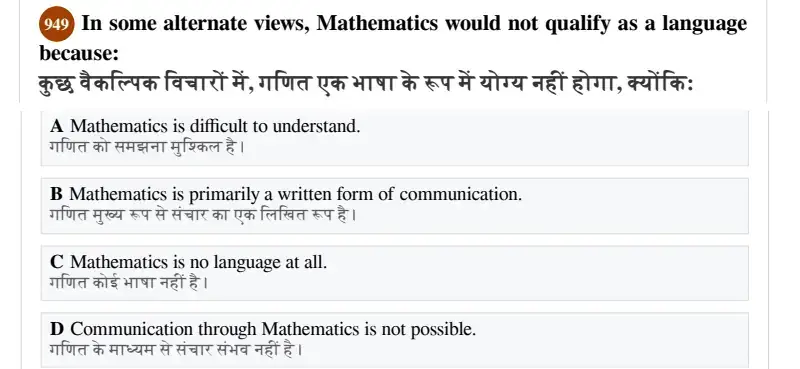 949 In some alternate views, Mathematics would not qualify as a language
because:
कुछ वैकल्पिक विचारों में, गणित एक भाषा के रूप में योग्य नहीं होगा, क्योंकि:
A Mathematics is difficult to understand.
गणित को समझना मुश्किल है।
B Mathematics is primarily a written form of communication.
गणित मुख्य रूप से संचार का एक लिखित रूप है।
C Mathematics is no language at all.
गणित कोई भाषा नहीं है।
D Communication through Mathematics is not possible.
गणित के माध्यम से संचार संभव नहीं है।